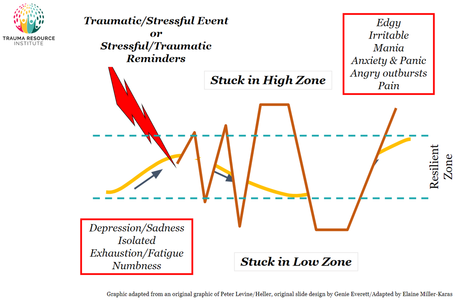 TRAUMA RESOURCE
INSTITUTE
Traumatic/Stressful Event
or
Stressful/Traumatic
Reminders
Edgy
Irritable
Mania
Anxiety & Panic
Angry outbursts
Pain
Stuck in High Zone
Resilient
Zone
Depression/Sadness
Isolated
Exhaustion/Fatigue
Numbness
Stuck in Low Zone
Graphic adapted from an original graphic of Peter Levine/Heller, original slide design by Genie Everett/Adapted by Elaine Miller-Karas